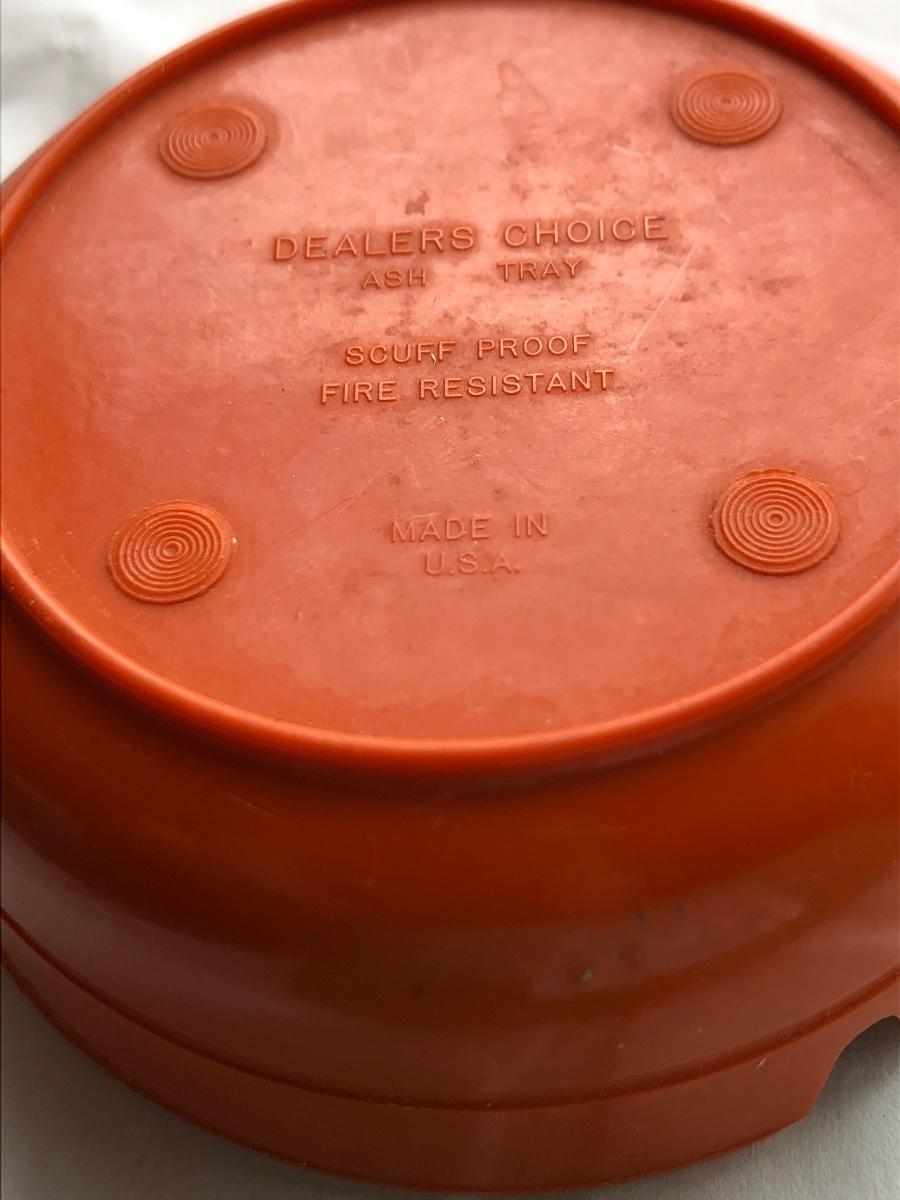 DEALERS CHOICE
ASH TRAY
SCUFF PROOF
FIRE RESISTANT
MADE IN
U.S.A.